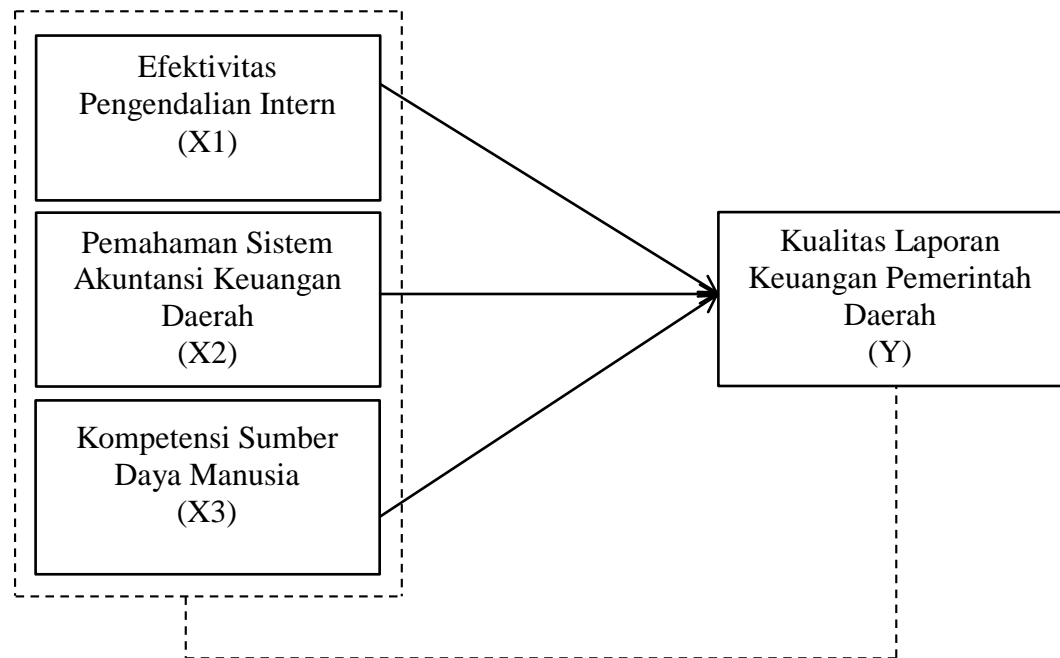 Efektivitas
Pengendalian Intern
(X1)
Pemahaman Sistem
Akuntansi Keuangan
Daerah
(X2)
Kompetensi Sumber
Daya Manusia
(X3)
Kualitas Laporan
Keuangan Pemerintah
Daerah
(Y)